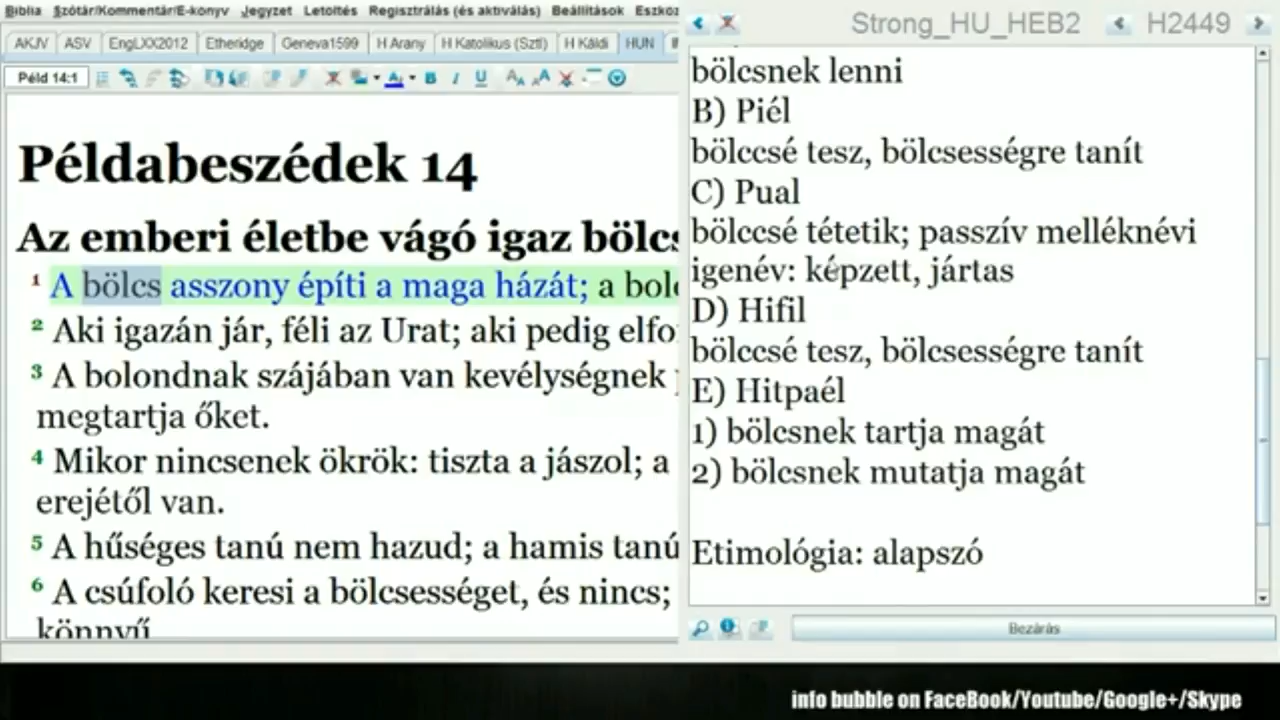 Biblia Szótár/Kommentár/E-könyv Jegyzet Letoltés Regisztrálás (és aktiválás) Beállítások Eszkoz
AKJV ASV EngLXX2012 Etheridge Geneva1599 H Arany H Katolikus (Sztl) H Káldi HUN
Péld 14:1
Példabeszédek 14
Az emberi életbe vágó igaz bölcs
1 A bölcs asszony építi a maga házát; a bol
2 Aki igazán jár, féli az Urat; aki pedig elfo
3 A bolondnak szájában van kevélységnek
megtartja őket.
4 Mikor nincsenek ökrök: tiszta a jászol; a
erejétől van.
5 A hűséges tanú nem hazud; a hamis tanú
6 A csúfoló keresi a bölcsességet, és nincs;
könnyű
Strong_HU_HEB2 H2449
bölcsnek lenni
B) Piél
bölccsé tesz, bölcsességre tanít
C) Pual
bölccsé tétetik; passzív melléknévi
igenév: képzett, jártas
D) Hifil
bölccsé tesz, bölcsességre tanít
E) Hitpaél
1) bölcsnek tartja magát
2) bölcsnek mutatja magát
Etimológia: alapszó
Bezárás
info bubble on FaceBook/Youtube/Google+/Skype